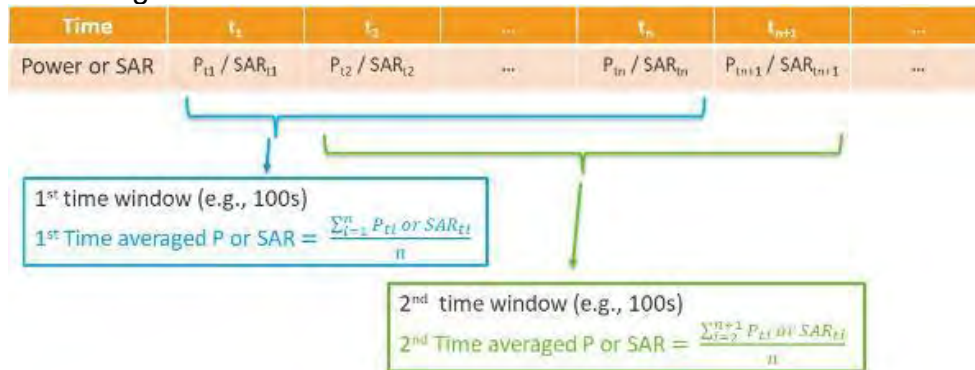 Time t₁ t₂ ... tₙ tₙ₊₁ ...
Power or SAR Pₜ₁ / SARₜ₁ Pₜ₂ / SARₜ₂ ... Pₜₙ / SARₜₙ Pₜₙ₊₁ / SARₜₙ₊₁ ...
1ˢᵗ time window (e.g., 100s)
1ˢᵗ Time averaged P or SAR = ∑ⁿᵢ₌₁ Pₜᵢ or SARₜᵢ / n
2ⁿᵈ time window (e.g., 100s)
2ⁿᵈ Time averaged P or SAR = ∑ⁿ⁺¹ᵢ₌₂ Pₜᵢ or SARₜᵢ / n